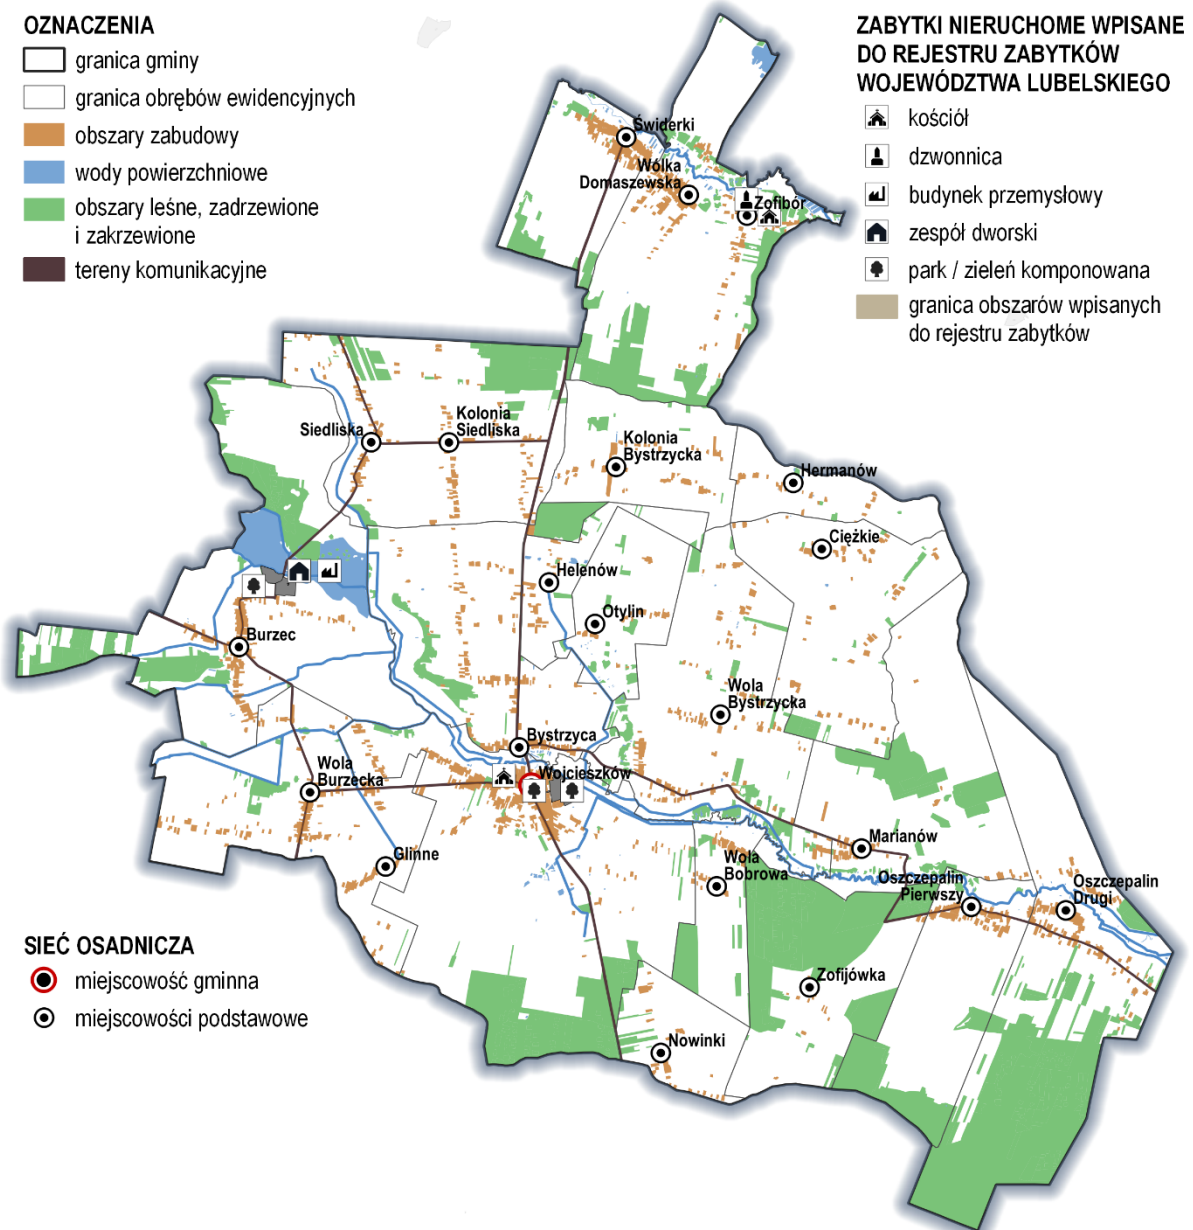 OZNACZENIA
granica gminy
granica obrębów ewidencyjnych
obszary zabudowy
wody powierzchniowe
obszary leśne, zadrzewione
i zakrzewione
tereny komunikacyjne
ZABYTKI NIERUCHOME WPISANE
DO REJESTRU ZABYTKÓW
WOJEWÓDZTWA LUBELSKIEGO
kościół
dzwonnica
budynek przemysłowy
zespół dworski
park / zieleń komponowana
granica obszarów wpisanych
do rejestru zabytków
Świderki
Wólka
Domaszewska
Zofibór
Siedliska
Kolonia
Siedliska
Kolonia
Bystrzycka
Hermanów
Ciężkie
Helenów
Otylin
Burzec
Wola
Bystrzycka
Bystrzyca
Wojcieszków
Wola
Burzecka
Glinne
Marianów
Wola
Bobrowa
Oszczepalin
Pierwszy
Oszczepalin
Drugi
Zofijówka
Nowinki
SIEĆ OSADNICZA
miejscowość gminna
miejscowości podstawowe